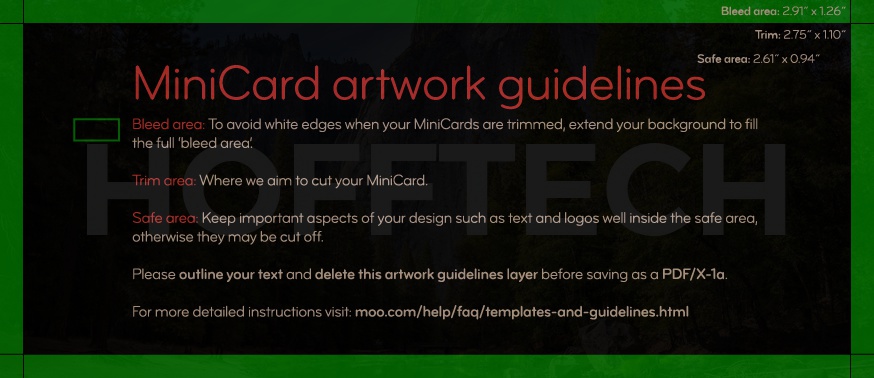 Bleed area: 2.91″ x 1.26″
Trim: 2.75″ x 1.10″
Safe area: 2.61″ x 0.94″
MiniCard artwork guidelines
Bleed area: To avoid white edges when your MiniCards are trimmed, extend your background to fill
the full ‘bleed area’.
Trim area: Where we aim to cut your MiniCard.
HOFFTECH
Safe area: Keep important aspects of your design such as text and logos well inside the safe area,
otherwise they may be cut off.
Please outline your text and delete this artwork guidelines layer before saving as a PDF/X-1a.
For more detailed instructions visit: moo.com/help/faq/templates-and-guidelines.html